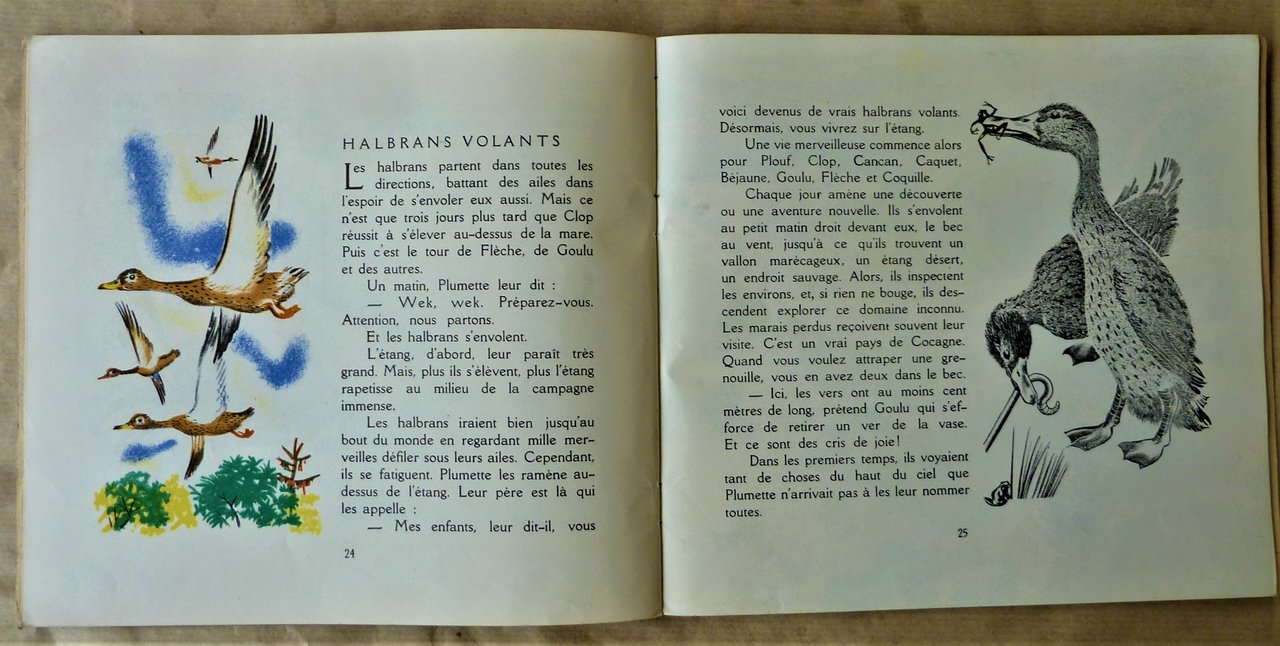 HALBRANS VOLANTS
Les halbrans partent dans toutes les
directions, battant des ailes dans
l'espoir de s'envoler eux aussi. Mais ce
n'est que trois jours plus tard que Clop
réussit à s'élever au-dessus de la mare.
Puis c'est le tour de Flèche, de Goulu
et des autres.
Un matin, Plumette leur dit :
— Wek, wek. Préparez-vous.
Attention, nous partons.
Et les halbrans s'envolent.
L'étang, d'abord, leur paraît très
grand. Mais, plus ils s'élèvent, plus l'étang
rapetisse au milieu de la campagne
immense.
Les halbrans iraient bien jusqu'au
bout du monde en regardant mille mer-
veilles défiler sous leurs ailes. Cependant,
ils se fatiguent. Plumette les ramène au-
dessus de l'étang. Leur père est là qui
les appelle :
— Mes enfants, leur dit-il, vous
24
voici devenus de vrais halbrans volants.
Désormais, vous vivrez sur l'étang.
Une vie merveilleuse commence alors
pour Plouf, Clop, Cancan, Caquet,
Béjaune, Goulu, Flèche et Coquille.
Chaque jour amène une découverte
ou une aventure nouvelle. Ils s'envolent
au petit matin droit devant eux, le bec
au vent, jusqu'à ce qu'ils trouvent un
vallon marécageux, un étang désert,
un endroit sauvage. Alors, ils inspectent
les environs, et, si rien ne bouge, ils des-
cendent explorer ce domaine inconnu.
Les marais perdus reçoivent souvent leur
visite. C'est un vrai pays de Cocagne.
Quand vous voulez attraper une gre-
nouille, vous en avez deux dans le bec.
— Ici, les vers ont au moins cent
mètres de long, prétend Goulu qui s'ef-
force de retirer un ver de la vase.
Et ce sont des cris de joie!
Dans les premiers temps, ils voyaient
tant de choses du haut du ciel que
Plumette n'arrivait pas à les leur nommer
toutes.
25